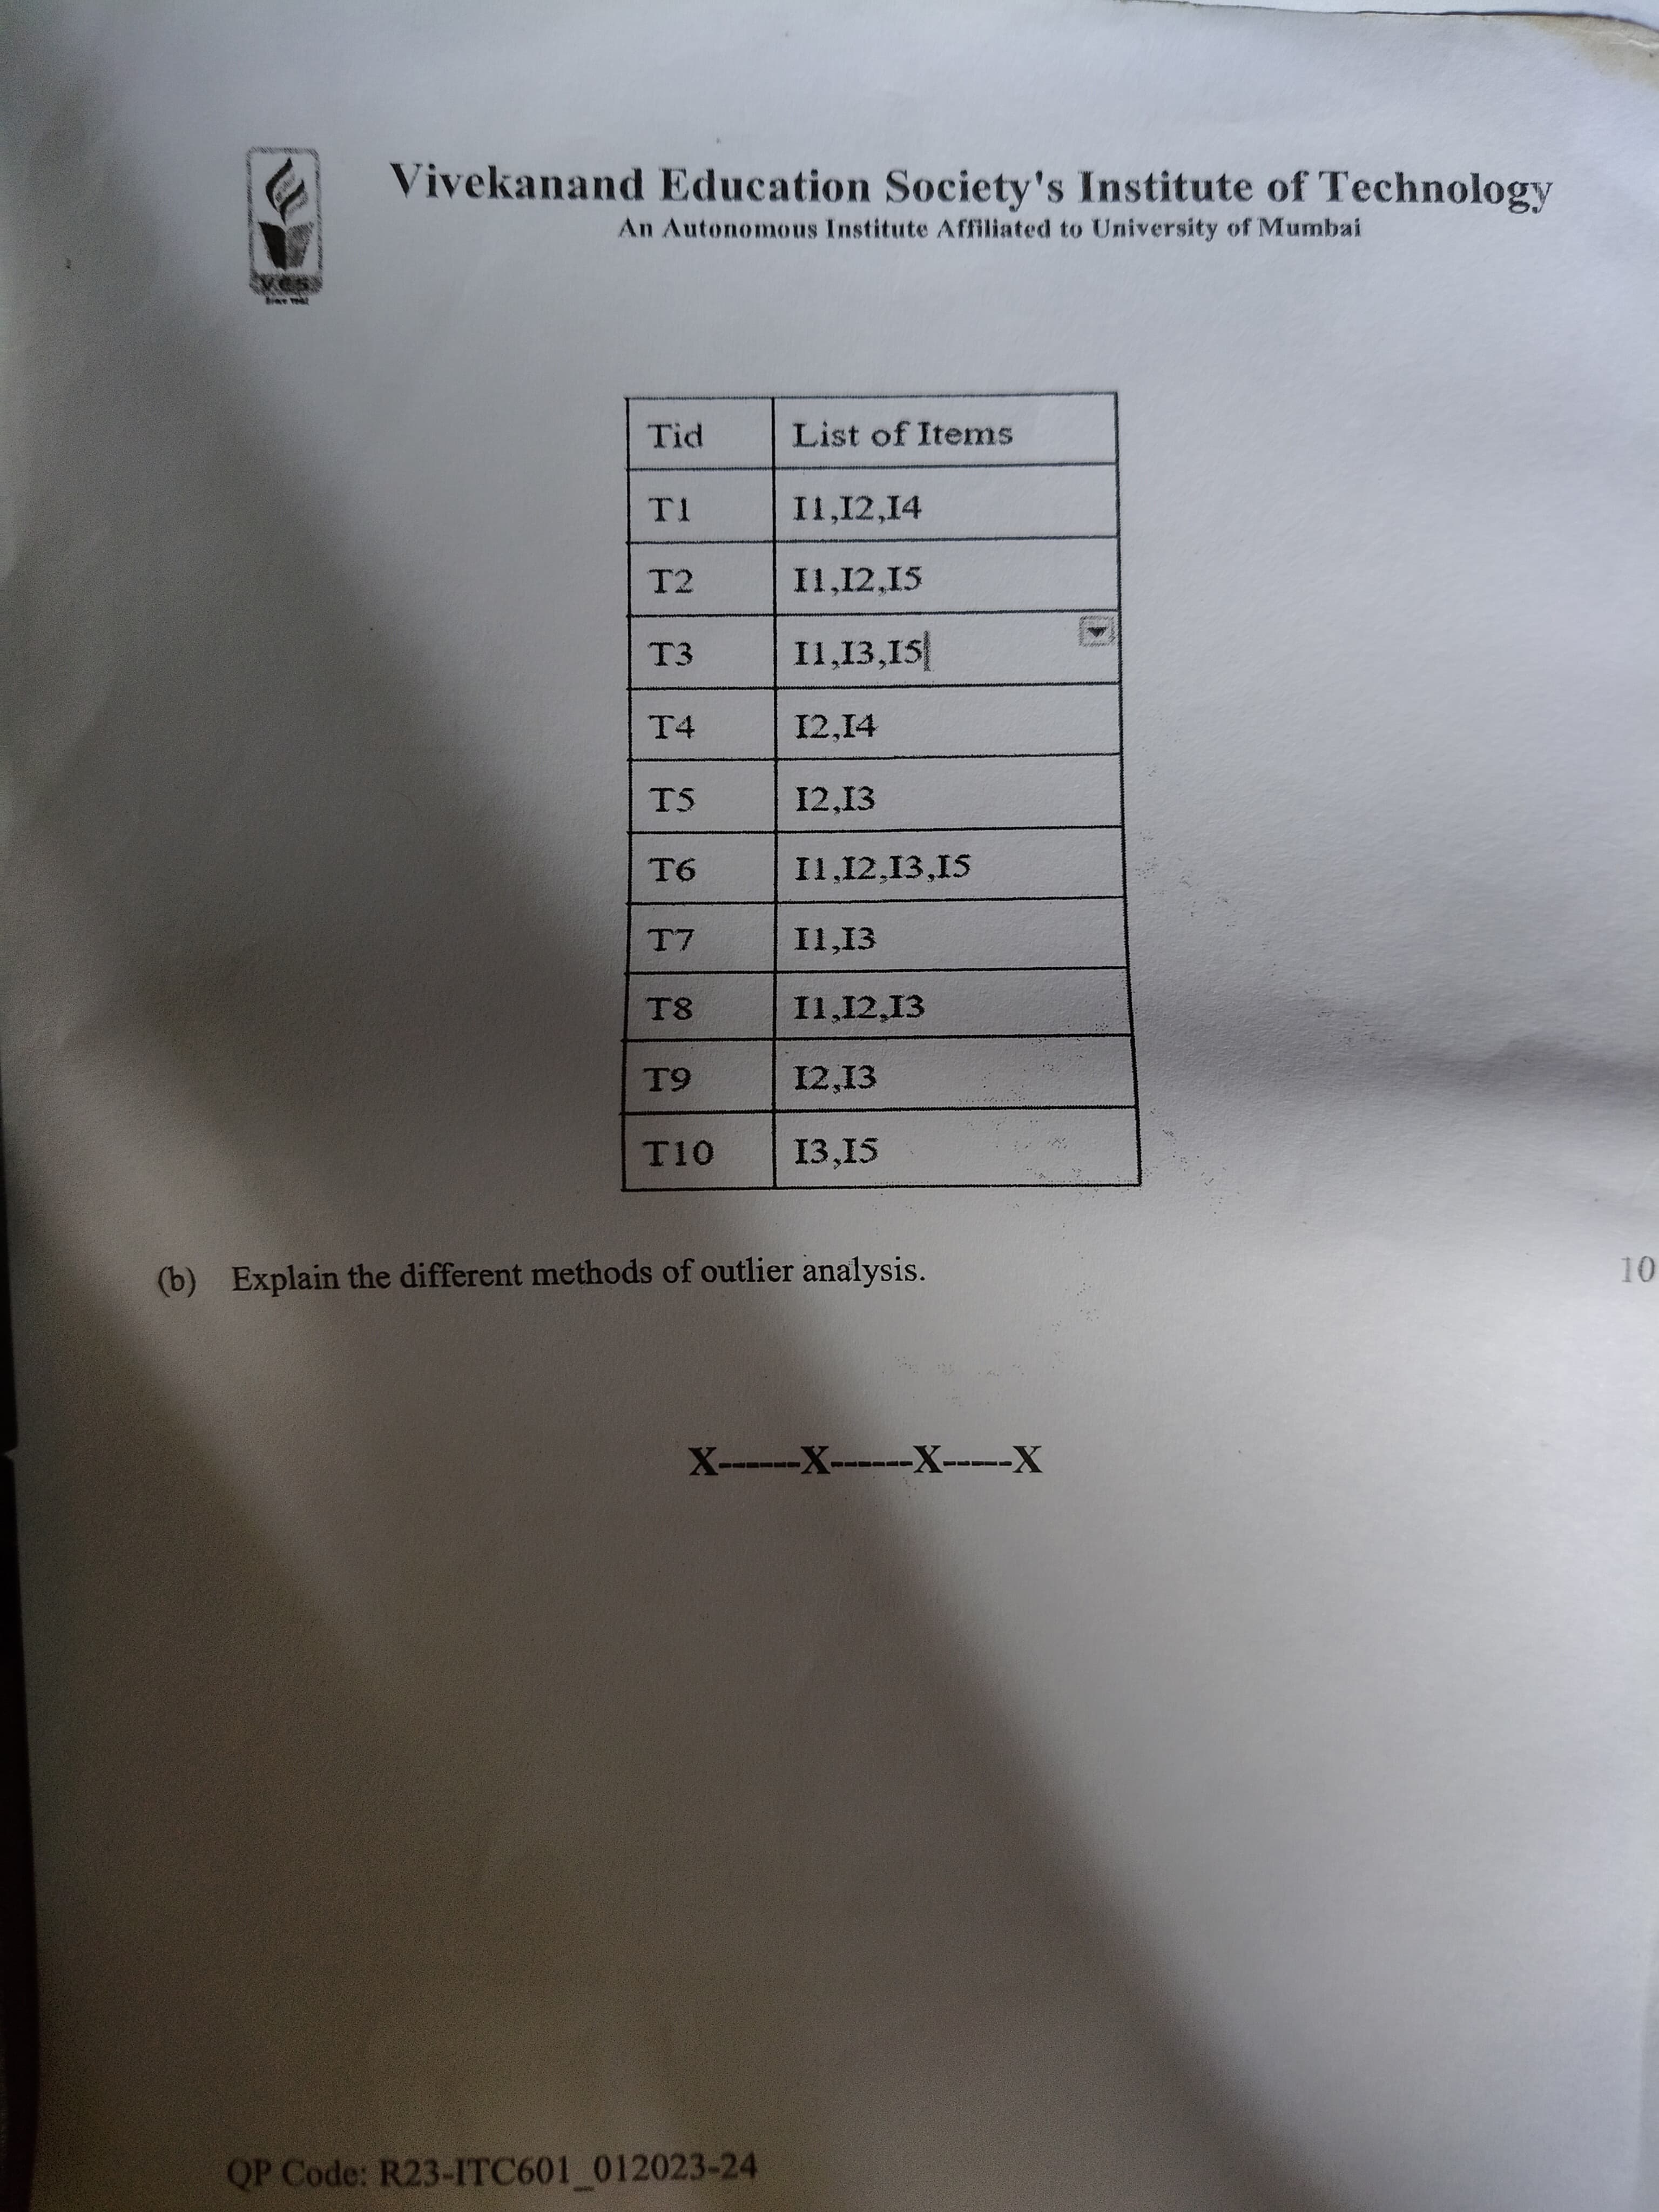 Vivekanand Education Society's Institute of Technology
An Autonomous Institute Affiliated to University of Mumbai
V.E.S.
Since 1962
Tid List of Items
T1 I1,I2,I4
T2 I1,I2,I5
T3 I1,I3,I5
T4 I2,I4
T5 I2,I3
T6 I1,I2,I3,I5
T7 I1,I3
T8 I1,I2,I3
T9 I2,I3
T10 I3,I5
(b) Explain the different methods of outlier analysis. 10
X------X------X-----X
QP Code: R23-ITC601_012023-24